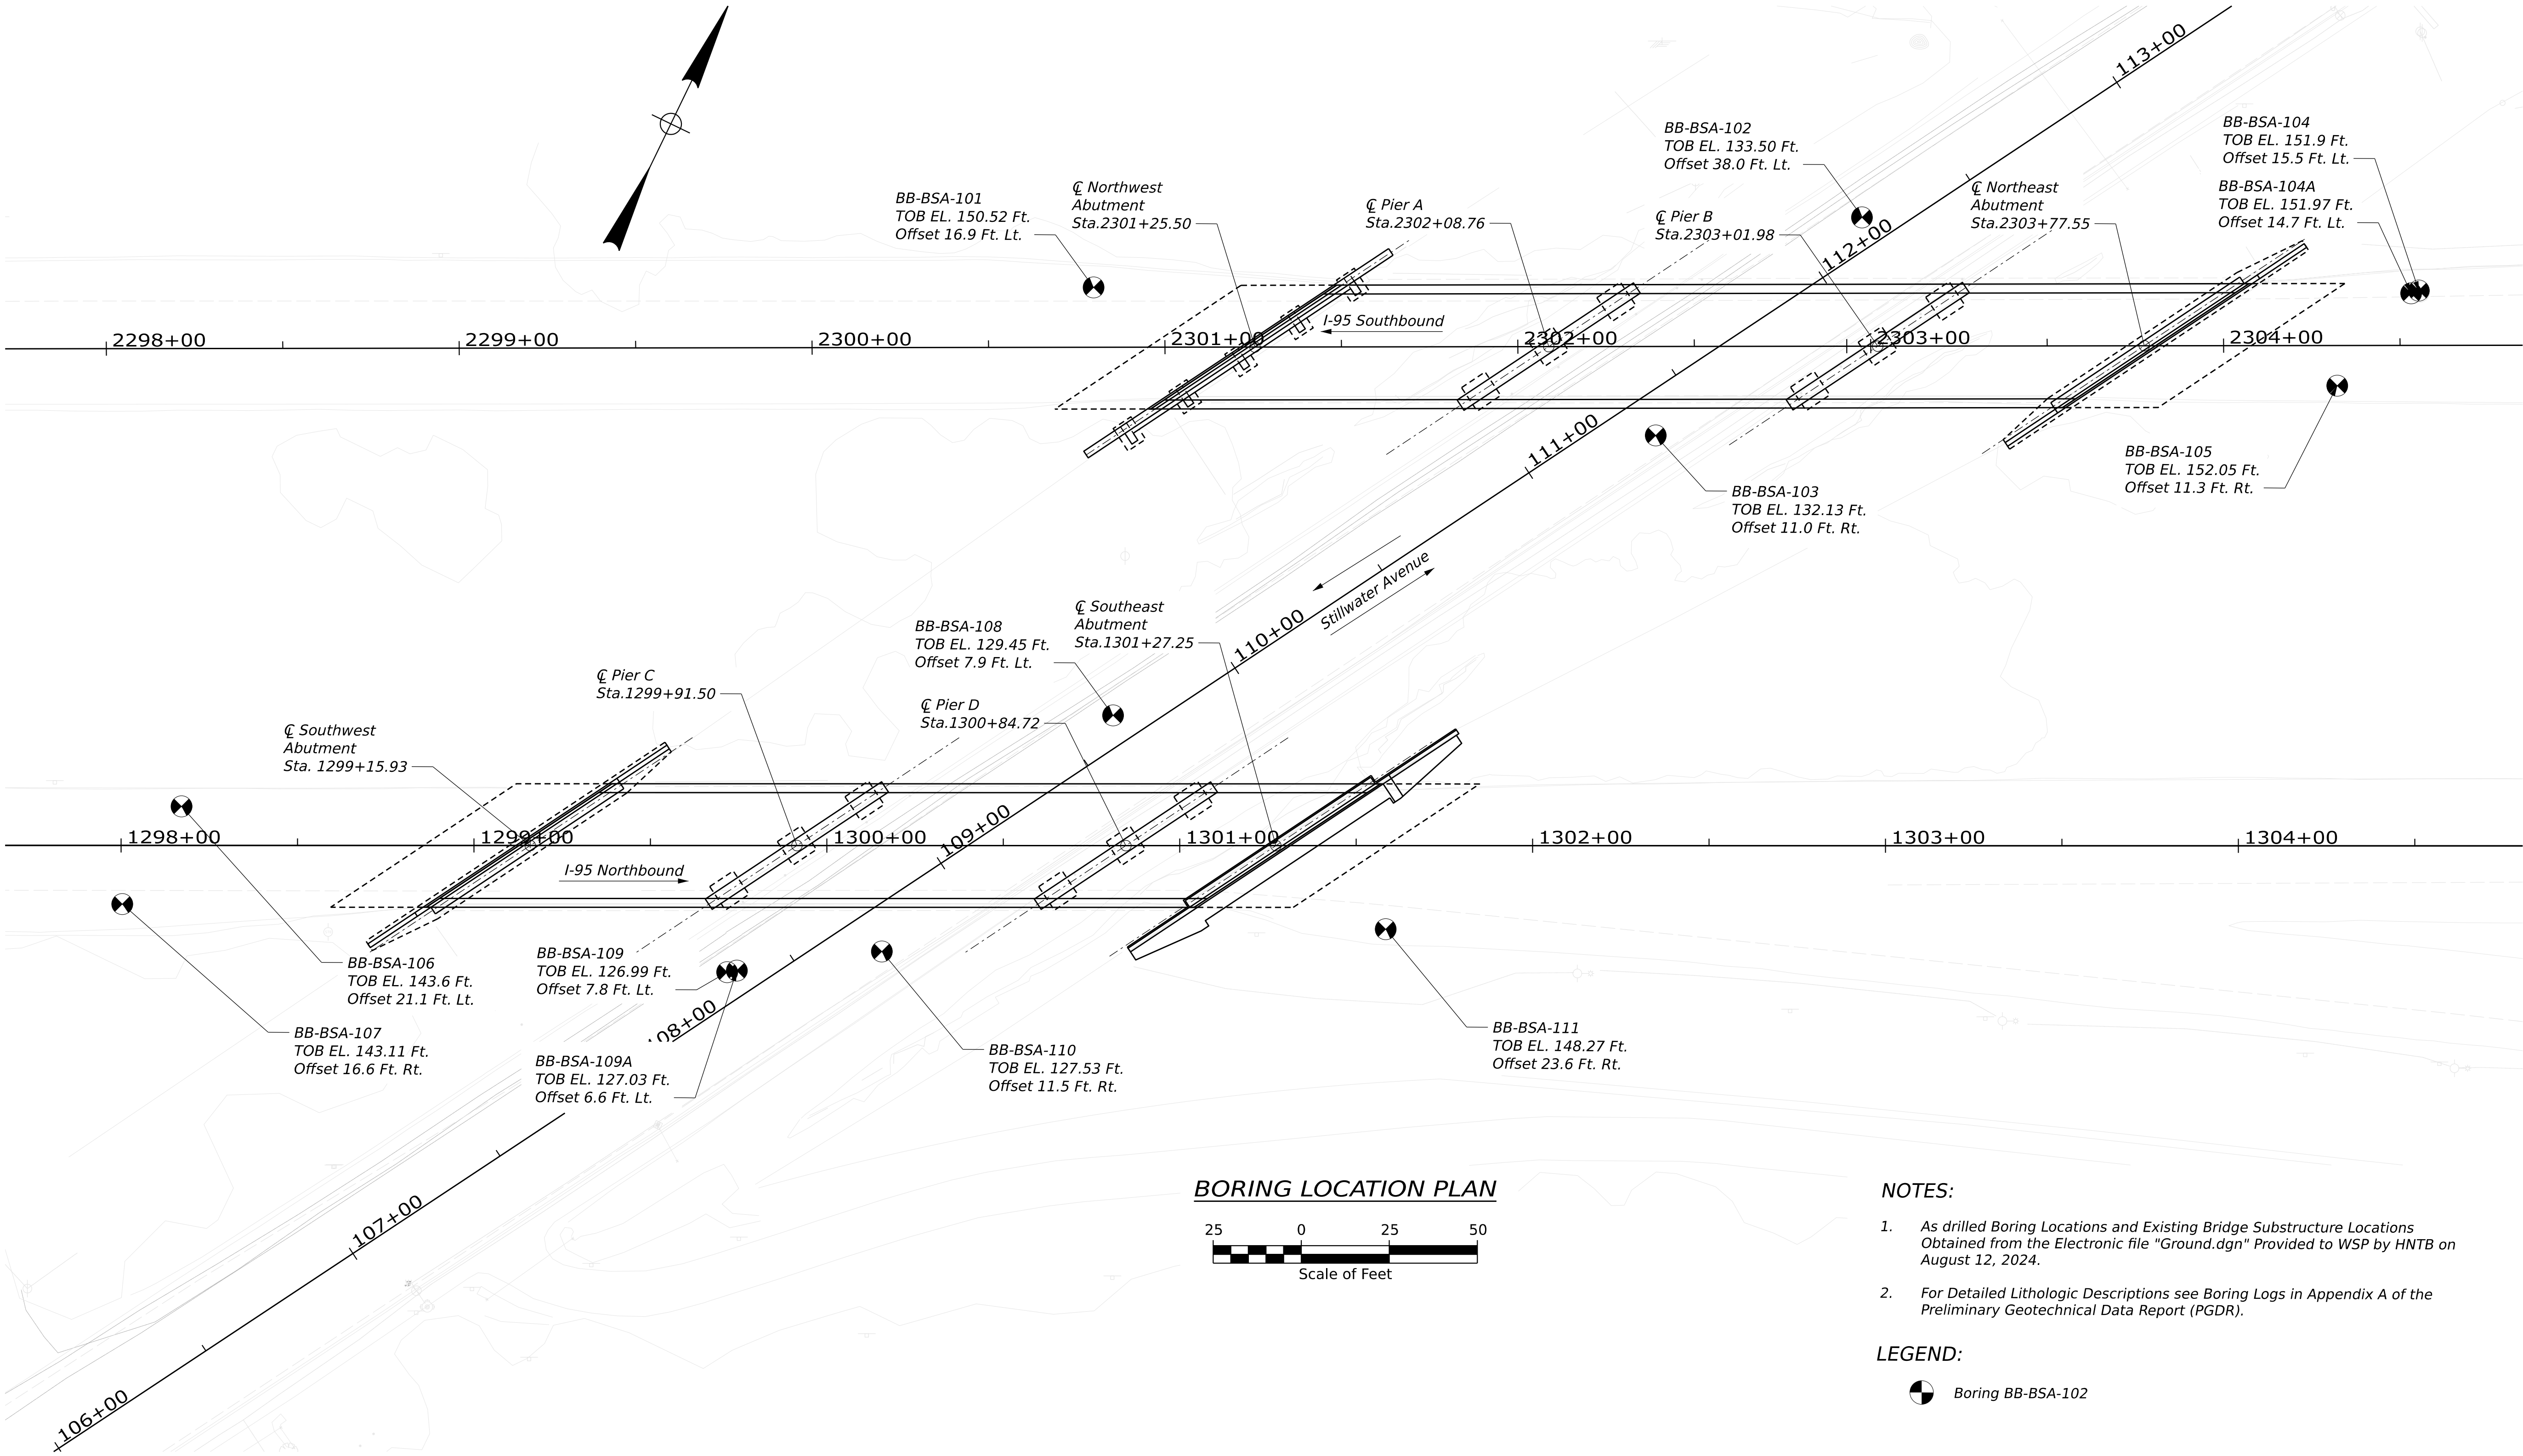 113+00
BB-BSA-102
TOB EL. 133.50 Ft.
Offset 38.0 Ft. Lt.
BB-BSA-104
TOB EL. 151.9 Ft.
Offset 15.5 Ft. Lt.
BB-BSA-104A
TOB EL. 151.97 Ft.
Offset 14.7 Ft. Lt.
BB-BSA-101
TOB EL. 150.52 Ft.
Offset 16.9 Ft. Lt.
℄ Northwest
Abutment
Sta.2301+25.50
℄ Pier A
Sta.2302+08.76
℄ Pier B
Sta.2303+01.98
℄ Northeast
Abutment
Sta.2303+77.55
112+00
I-95 Southbound
2298+00
2299+00
2300+00
2301+00
2302+00
2303+00
2304+00
111+00
BB-BSA-105
TOB EL. 152.05 Ft.
Offset 11.3 Ft. Rt.
BB-BSA-103
TOB EL. 132.13 Ft.
Offset 11.0 Ft. Rt.
Stillwater Avenue
110+00
BB-BSA-108
TOB EL. 129.45 Ft.
Offset 7.9 Ft. Lt.
℄ Southeast
Abutment
Sta.1301+27.25
℄ Pier C
Sta.1299+91.50
℄ Pier D
Sta.1300+84.72
℄ Southwest
Abutment
Sta. 1299+15.93
109+00
1298+00
1299+00
1300+00
1301+00
1302+00
1303+00
1304+00
I-95 Northbound
BB-BSA-106
TOB EL. 143.6 Ft.
Offset 21.1 Ft. Lt.
BB-BSA-109
TOB EL. 126.99 Ft.
Offset 7.8 Ft. Lt.
08+00
BB-BSA-107
TOB EL. 143.11 Ft.
Offset 16.6 Ft. Rt.
BB-BSA-109A
TOB EL. 127.03 Ft.
Offset 6.6 Ft. Lt.
BB-BSA-110
TOB EL. 127.53 Ft.
Offset 11.5 Ft. Rt.
BB-BSA-111
TOB EL. 148.27 Ft.
Offset 23.6 Ft. Rt.
107+00
106+00
BORING LOCATION PLAN
25 0 25 50
Scale of Feet
NOTES:
1. As drilled Boring Locations and Existing Bridge Substructure Locations
Obtained from the Electronic file "Ground.dgn" Provided to WSP by HNTB on
August 12, 2024.
2. For Detailed Lithologic Descriptions see Boring Logs in Appendix A of the
Preliminary Geotechnical Data Report (PGDR).
LEGEND:
Boring BB-BSA-102